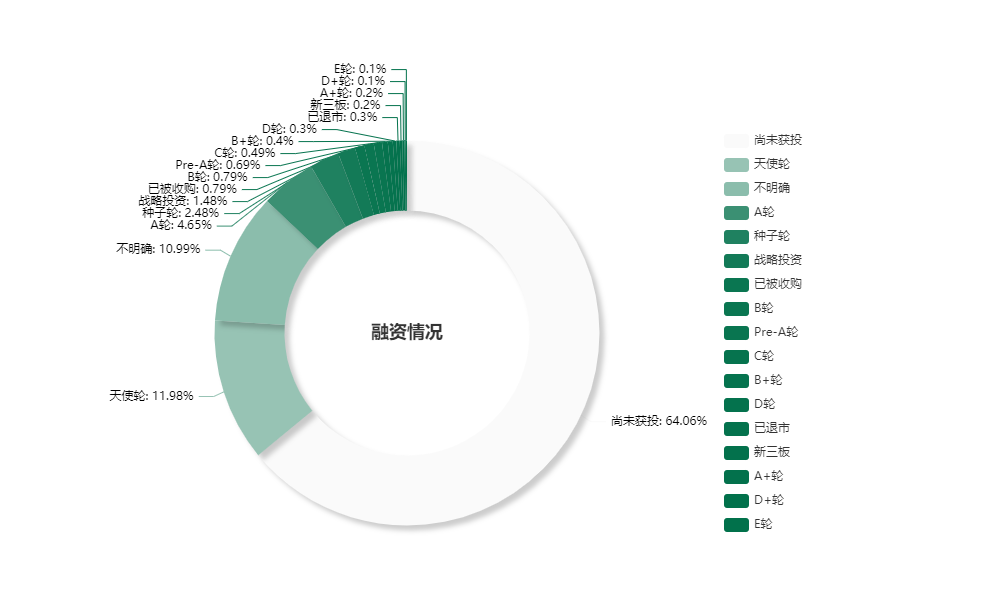 E轮: 0.1%
D+轮: 0.1%
A+轮: 0.2%
新三板: 0.2%
已退市: 0.3%
D轮: 0.3%
B+轮: 0.4%
C轮: 0.49%
Pre-A轮: 0.69%
B轮: 0.79%
已被收购: 0.79%
战略投资: 1.48%
种子轮: 2.48%
A轮: 4.65%
不明确: 10.99%
天使轮: 11.98%
融资情况
尚未获投: 64.06%
尚未获投
天使轮
不明确
A轮
种子轮
战略投资
已被收购
B轮
Pre-A轮
C轮
B+轮
D轮
已退市
新三板
A+轮
D+轮
E轮